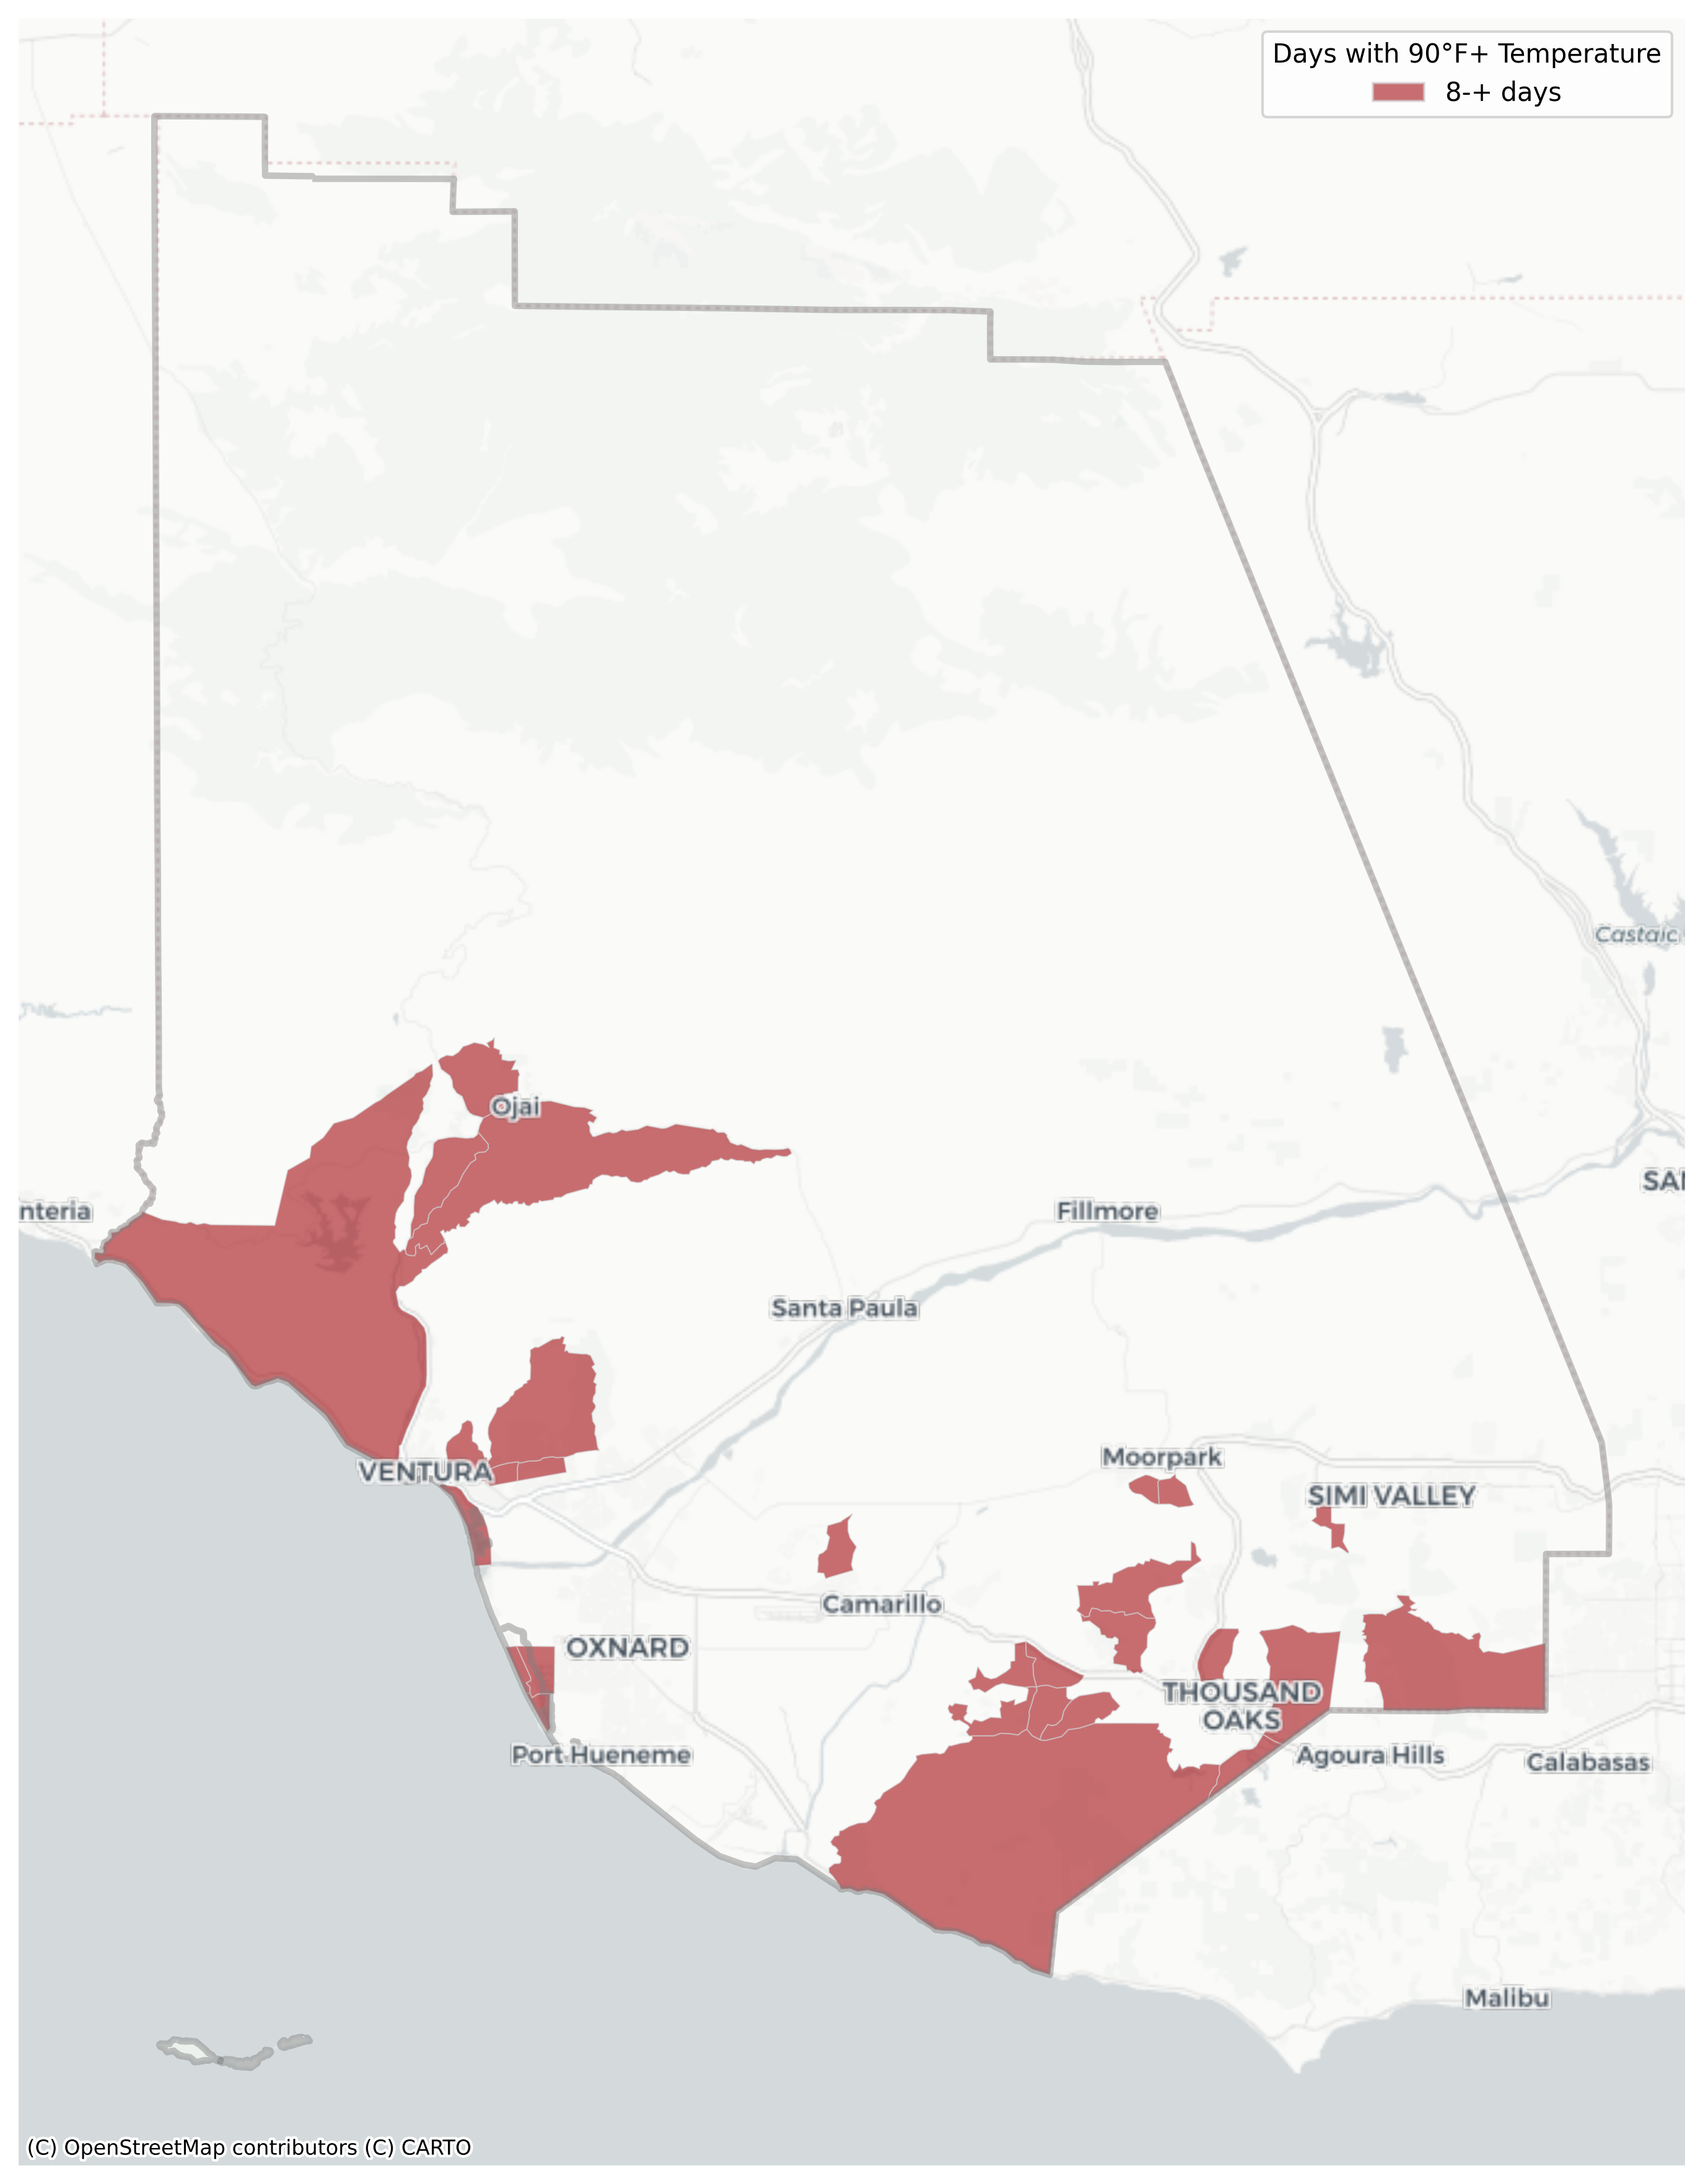 Days with 90°F+ Temperature
8-+ days
Castaic
SAN
nteria
Ojai
Fillmore
Santa Paula
Moorpark
VENTURA
SIMI VALLEY
Camarillo
OXNARD
THOUSAND
OAKS
Port Hueneme
Agoura Hills
Calabasas
Malibu
(C) OpenStreetMap contributors (C) CARTO